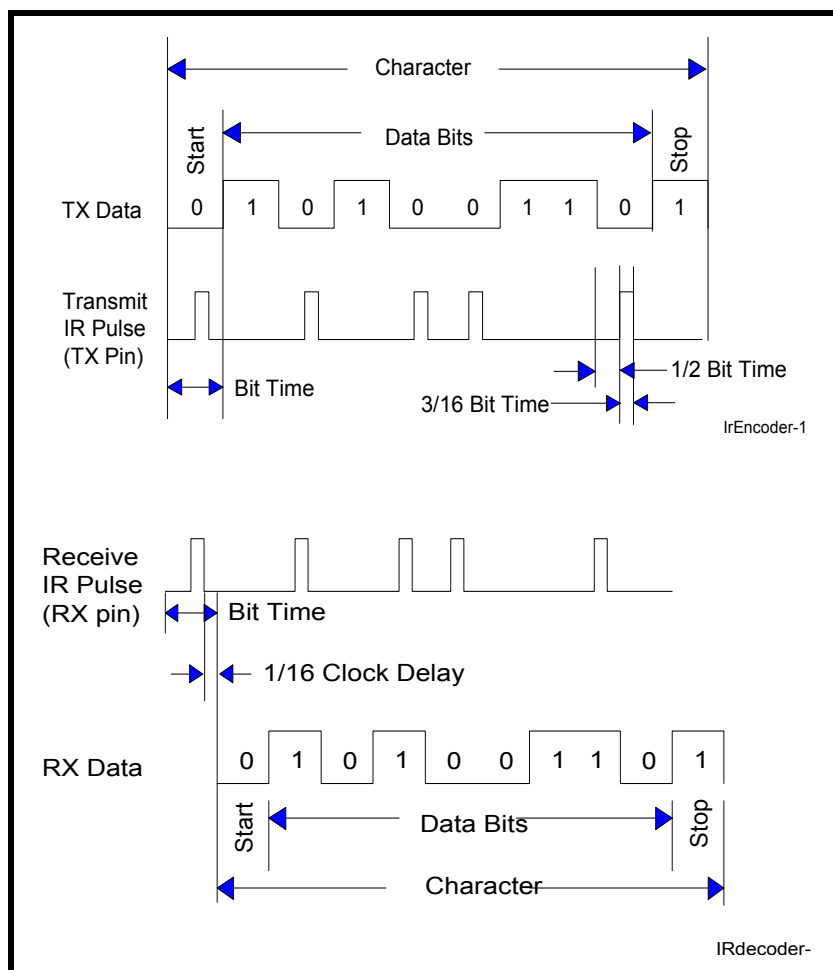 Character
Start
Data Bits
Stop
TX Data
0 1 0 1 0 0 1 1 0 1
Transmit
IR Pulse
(TX Pin)
Bit Time
1/2 Bit Time
3/16 Bit Time
IrEncoder-1
Receive
IR Pulse
(RX pin)
Bit Time
1/16 Clock Delay
RX Data
0 1 0 1 0 0 1 1 0 1
Start
Data Bits
Stop
Character
IRdecoder-